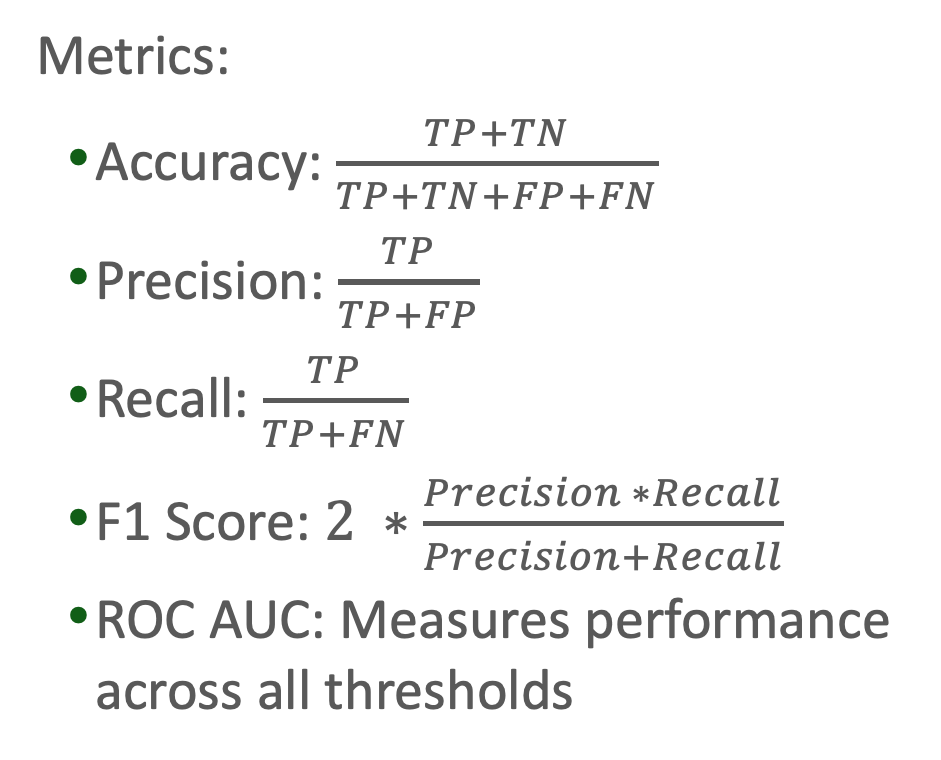 Metrics:
• Accuracy: \frac{TP+TN}{TP+TN+FP+FN}
• Precision: \frac{TP}{TP+FP}
• Recall: \frac{TP}{TP+FN}
• F1 Score: 2 * \frac{Precision *Recall}{Precision+Recall}
• ROC AUC: Measures performance
across all thresholds